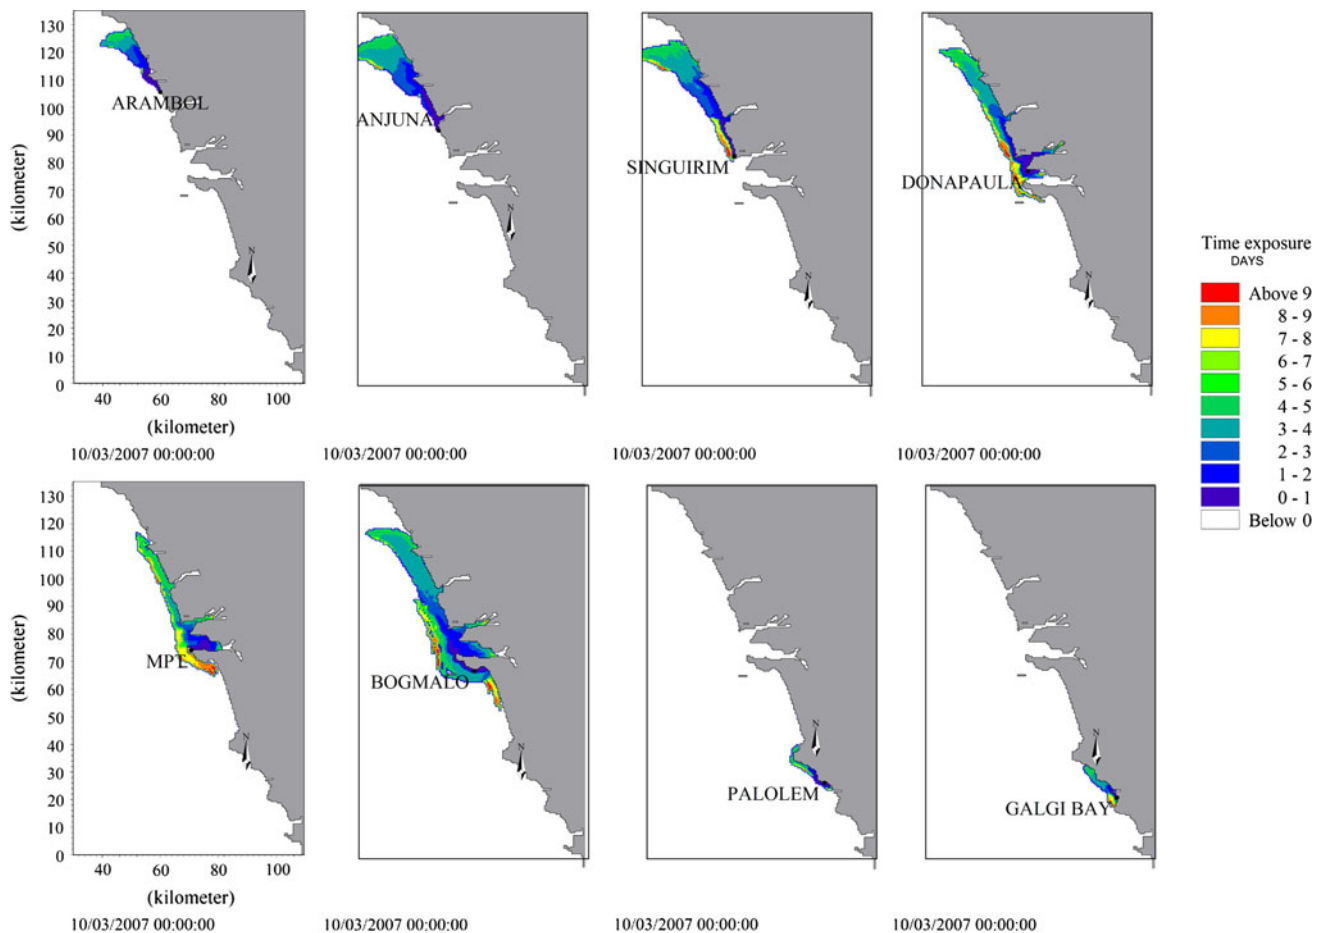 135
130
120
110
100
90
80
70
60
50
40
30
20
10
0
(kilometer)
ARAMBOL
N
40 60 80 100
(kilometer)
10/03/2007 00:00:00
ANJUNA
N
10/03/2007 00:00:00
SINGUIRIM
N
10/03/2007 00:00:00
DONAPAULA
N
10/03/2007 00:00:00
Time exposure
DAYS
Above 9
8 - 9
7 - 8
6 - 7
5 - 6
4 - 5
3 - 4
2 - 3
1 - 2
0 - 1
Below 0
130
120
110
100
90
80
70
60
50
40
30
20
10
0
(kilometer)
MPT
N
40 60 80 100
(kilometer)
10/03/2007 00:00:00
BOGMALO
N
10/03/2007 00:00:00
PALOLEM
N
10/03/2007 00:00:00
GALGI BAY
N
10/03/2007 00:00:00